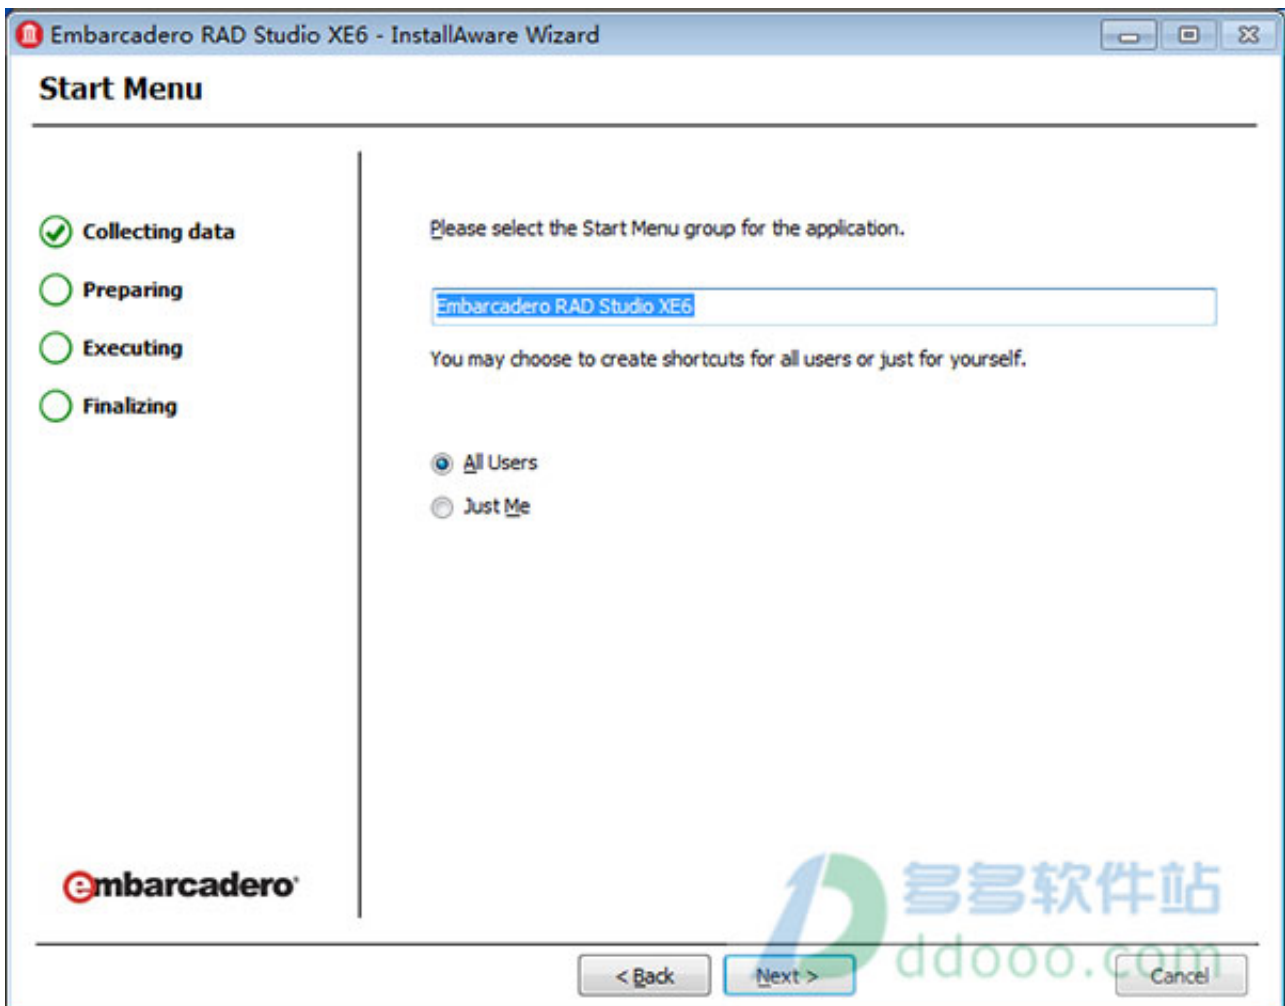 Embarcadero RAD Studio XE6 - InstallAware Wizard
Start Menu
Collecting data
Preparing
Executing
Finalizing
Please select the Start Menu group for the application.
Embarcadero RAD Studio XE6
You may choose to create shortcuts for all users or just for yourself.
All Users
Just Me
embarcadero
多多软件站
ddooo.com
< Back
Next >
Cancel